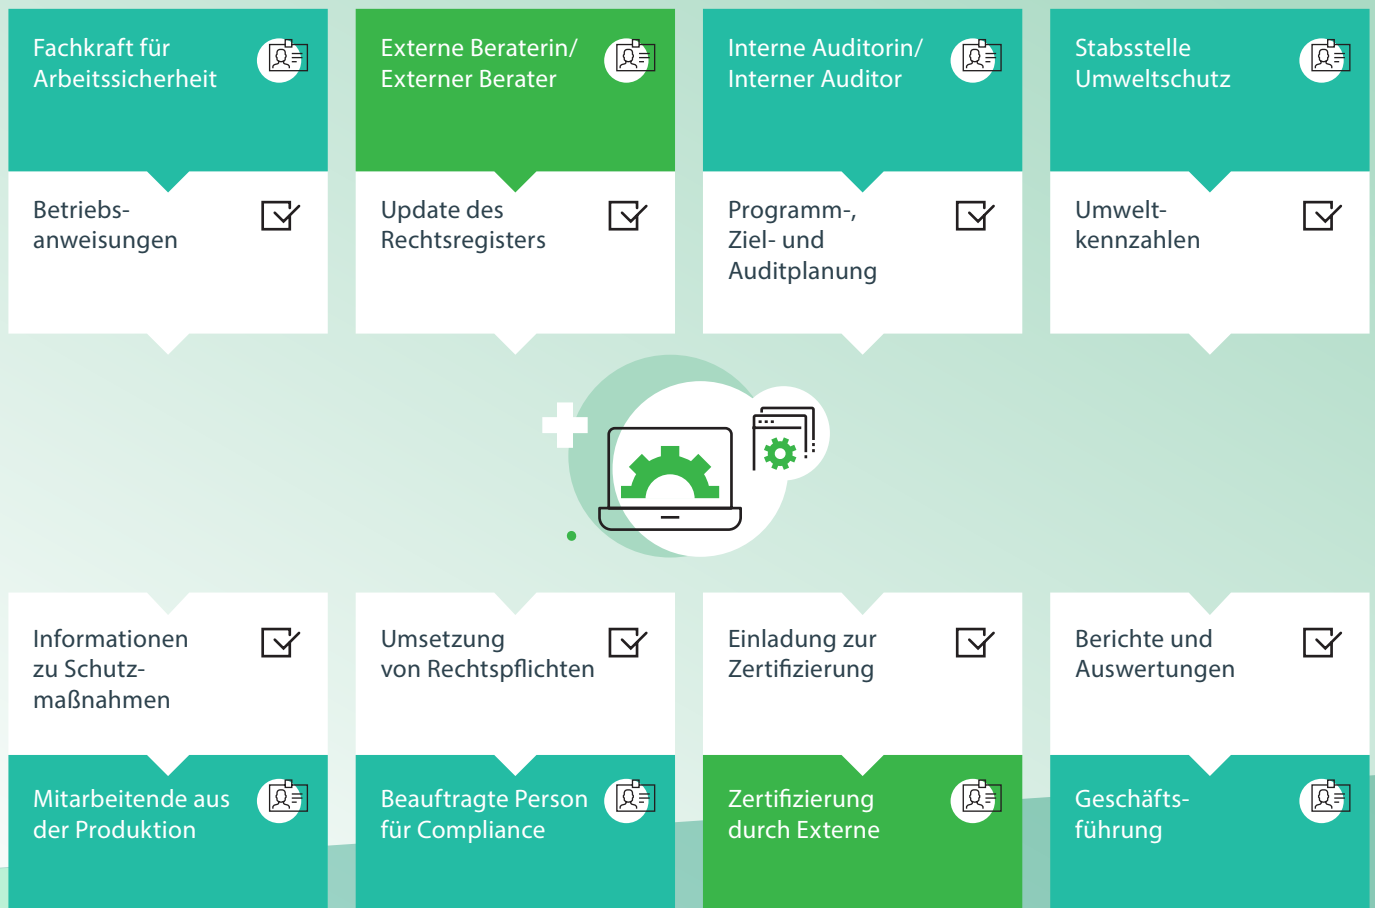 Fachkraft für
Arbeitssicherheit
Externe Beraterin/
Externer Berater
Interne Auditorin/
Interner Auditor
Stabsstelle
Umweltschutz
Betriebs-
anweisungen
Update des
Rechtsregisters
Programm-,
Ziel- und
Auditplanung
Umwelt-
kennzahlen
Informationen
zu Schutz-
maßnahmen
Umsetzung
von Rechtspflichten
Einladung zur
Zertifizierung
Berichte und
Auswertungen
Mitarbeitende aus
der Produktion
Beauftragte Person
für Compliance
Zertifizierung
durch Externe
Geschäfts-
führung